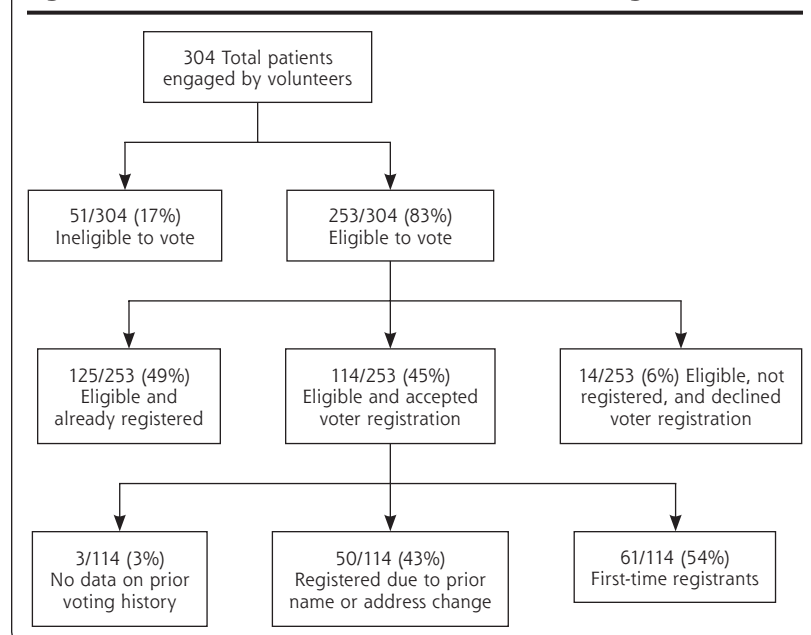 304 Total patients
engaged by volunteers
51/304 (17%)
Ineligible to vote
253/304 (83%)
Eligible to vote
125/253 (49%)
Eligible and
already registered
114/253 (45%)
Eligible and accepted
voter registration
14/253 (6%) Eligible, not
registered, and declined
voter registration
3/114 (3%)
No data on prior
voting history
50/114 (43%)
Registered due to prior
name or address change
61/114 (54%)
First-time registrants